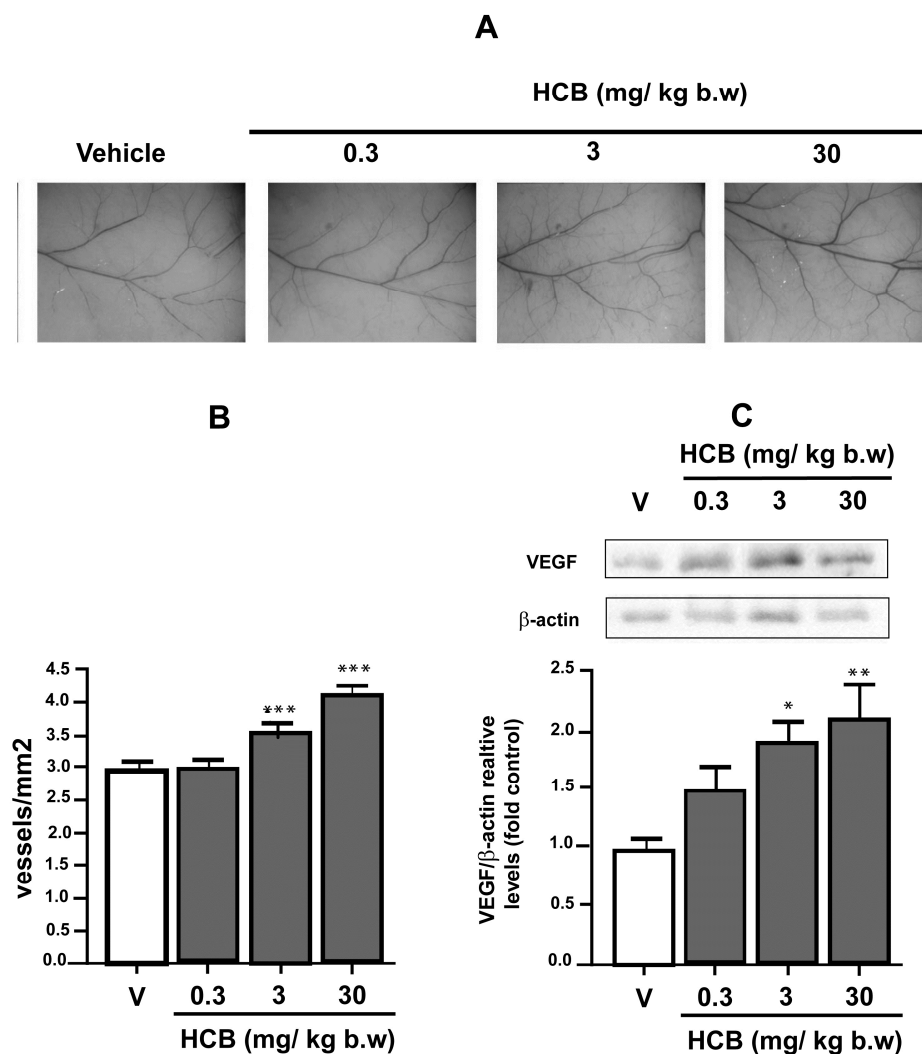 A
HCB (mg/ kg b.w)
Vehicle 0.3 3 30
B
4.5
4.0
3.5
3.0
2.5
2.0
1.5
1.0
0.5
0.0
vessels/mm2
***
***
V 0.3 3 30
HCB (mg/ kg b.w)
C
HCB (mg/ kg b.w)
V 0.3 3 30
VEGF
β-actin
2.5
2.0
1.5
1.0
0.5
0.0
VEGF/β-actin realtive
levels (fold control)
*
**
V 0.3 3 30
HCB (mg/ kg b.w)